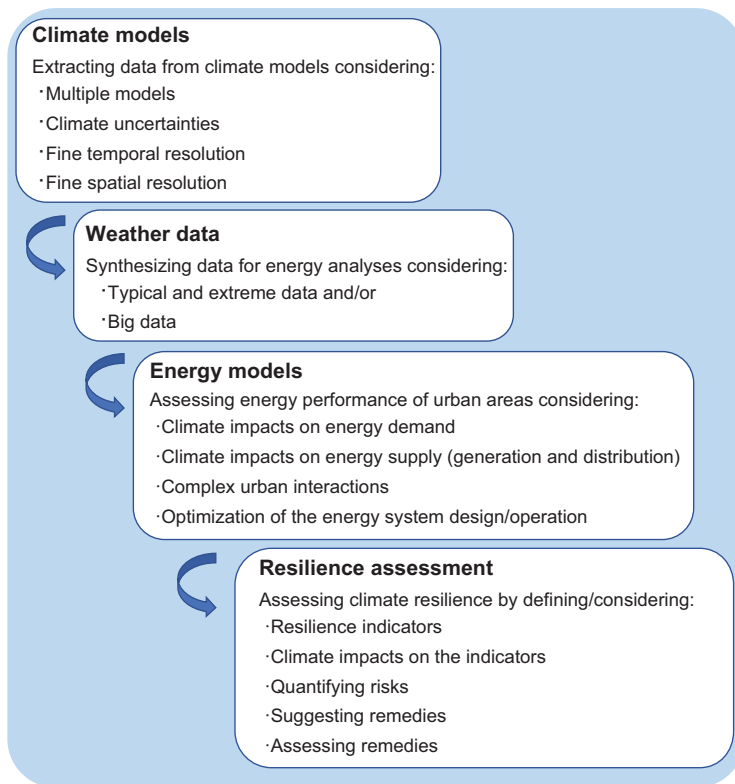 Climate models
Extracting data from climate models considering:
·Multiple models
·Climate uncertainties
·Fine temporal resolution
·Fine spatial resolution
Weather data
Synthesizing data for energy analyses considering:
·Typical and extreme data and/or
·Big data
Energy models
Assessing energy performance of urban areas considering:
·Climate impacts on energy demand
·Climate impacts on energy supply (generation and distribution)
·Complex urban interactions
·Optimization of the energy system design/operation
Resilience assessment
Assessing climate resilience by defining/considering:
·Resilience indicators
·Climate impacts on the indicators
·Quantifying risks
·Suggesting remedies
·Assessing remedies